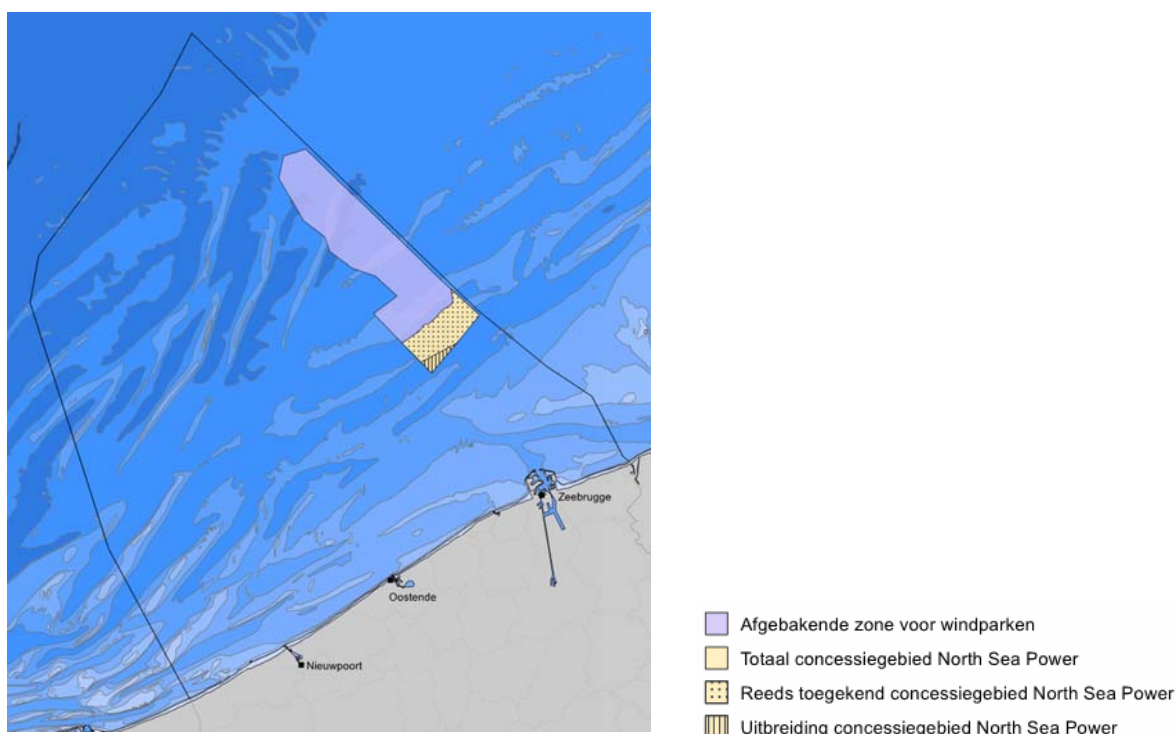 Zeebrugge
Oostende
Nieuwpoort
Afgebakende zone voor windparken
Totaal concessiegebied North Sea Power
Reeds toegekend concessiegebied North Sea Power
Uitbreiding concessiegebied North Sea Power